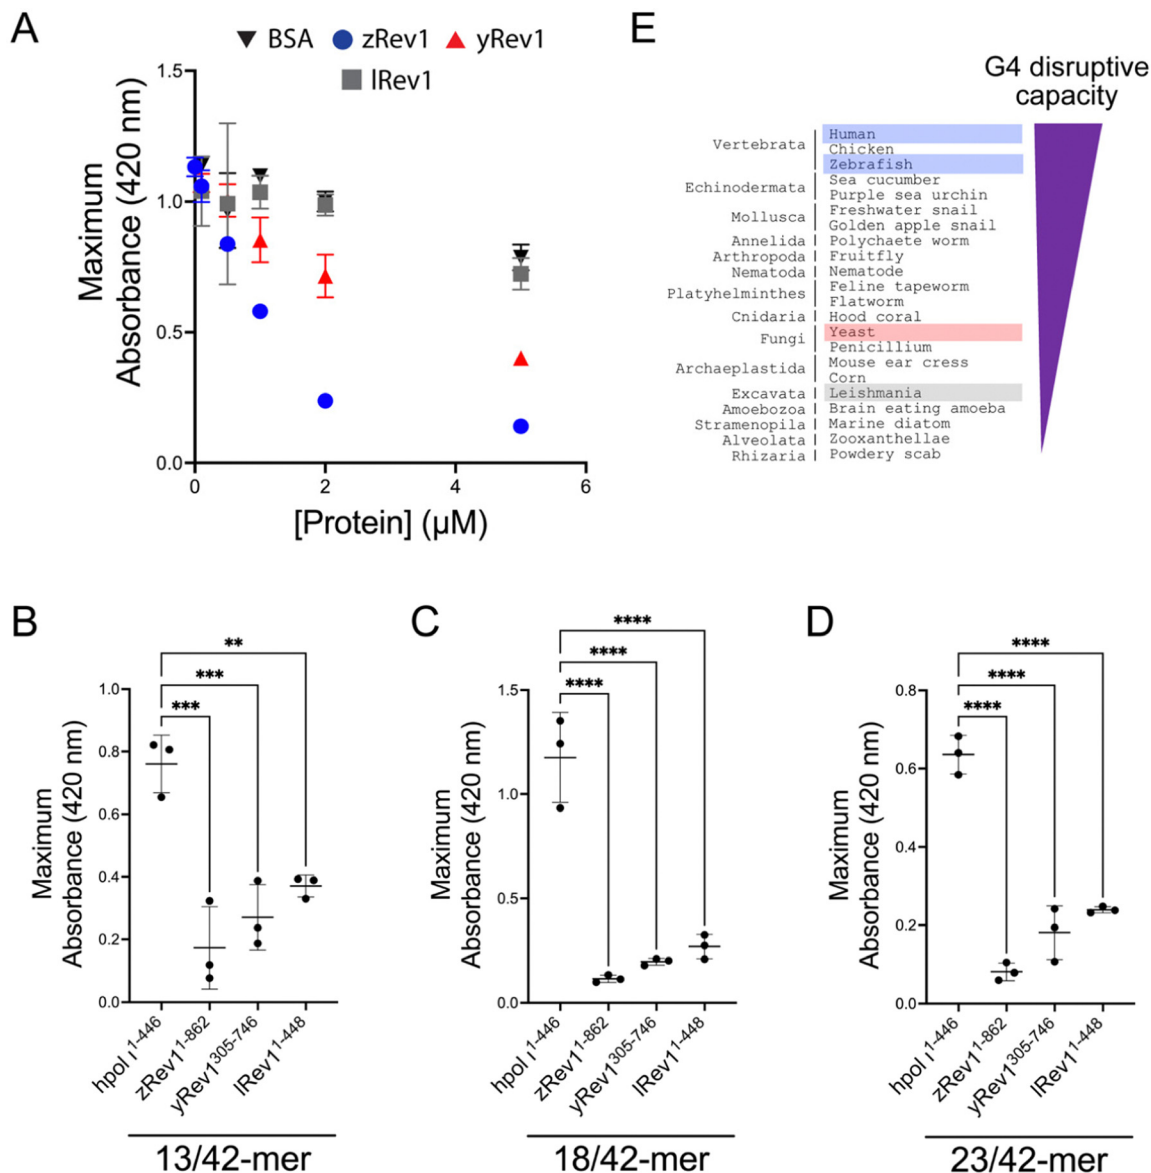 A
BSA zRev1 yRev1
lRev1
Maximum
Absorbance (420 nm)
1.5
1.0
0.5
0.0
0 2 4 6
[Protein] (µM)
E
G4 disruptive
capacity
Vertebrata
Human
Chicken
Zebrafish
Echinodermata
Sea cucumber
Purple sea urchin
Mollusca
Freshwater snail
Golden apple snail
Annelida Polychaete worm
Arthropoda Fruitfly
Nematoda Nematode
Platyhelminthes
Feline tapeworm
Flatworm
Cnidaria Hood coral
Fungi
Yeast
Penicillium
Archaeplastida
Mouse ear cress
Corn
Excavata Leishmania
Amoebozoa Brain eating amoeba
Stramenopila Marine diatom
Alveolata Zooxanthellae
Rhizaria Powdery scab
B
**
***
***
Maximum
Absorbance (420 nm)
1.0
0.8
0.6
0.4
0.2
0.0
hpol ι1-446
zRev11-862
yRev1305-746
lRev11-448
13/42-mer
C
****
****
****
Maximum
Absorbance (420 nm)
1.5
1.0
0.5
0.0
hpol ι1-446
zRev11-862
yRev1305-746
lRev11-448
18/42-mer
D
****
****
****
Maximum
Absorbance (420 nm)
0.8
0.6
0.4
0.2
0.0
hpol ι1-446
zRev11-862
yRev1305-746
lRev11-448
23/42-mer